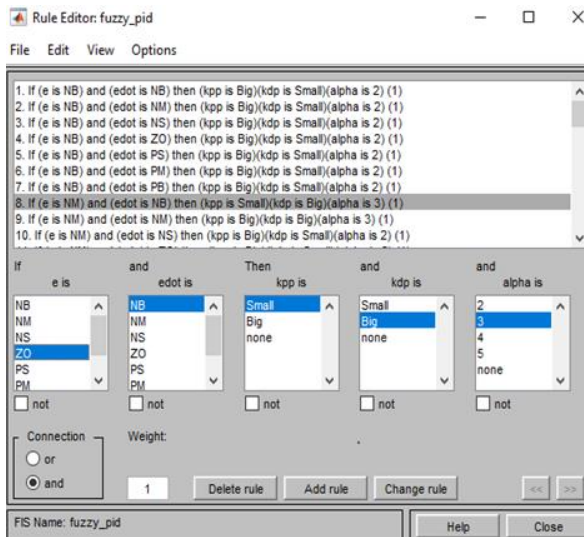 Rule Editor: fuzzy_pid
File Edit View Options
1. If (e is NB) and (edot is NB) then (kpp is Big)(kdp is Small)(alpha is 2) (1)
2. If (e is NB) and (edot is NM) then (kpp is Big)(kdp is Small)(alpha is 2) (1)
3. If (e is NB) and (edot is NS) then (kpp is Big)(kdp is Small)(alpha is 2) (1)
4. If (e is NB) and (edot is ZO) then (kpp is Big)(kdp is Small)(alpha is 2) (1)
5. If (e is NB) and (edot is PS) then (kpp is Big)(kdp is Small)(alpha is 2) (1)
6. If (e is NB) and (edot is PM) then (kpp is Big)(kdp is Small)(alpha is 2) (1)
7. If (e is NB) and (edot is PB) then (kpp is Big)(kdp is Small)(alpha is 2) (1)
8. If (e is NM) and (edot is NB) then (kpp is Small)(kdp is Big)(alpha is 3) (1)
9. If (e is NM) and (edot is NM) then (kpp is Big)(kdp is Big)(alpha is 3) (1)
10. If (e is NM) and (edot is NS) then (kpp is Big)(kdp is Small)(alpha is 2) (1)
If and Then and and
e is edot is kpp is kdp is alpha is
NB NB Small Small 2
NM NM Big Big 3
NS NS none none 4
ZO ZO 5
PS PS none
PM PM
not not not not not
Connection Weight:
or
and 1 Delete rule Add rule Change rule << >>
FIS Name: fuzzy_pid Help Close